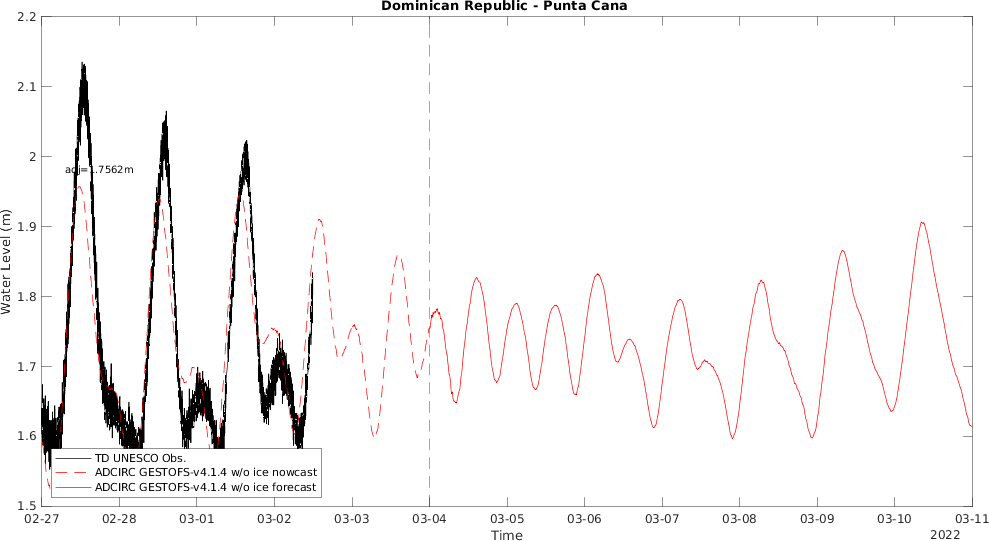 Dominican Republic - Punta Cana
2.2
2.1
2
1.9
1.8
1.7
1.6
1.5
Water Level (m)
adj=1.7562m
TD UNESCO Obs.
ADCIRC GESTOFS-v4.1.4 w/o ice nowcast
ADCIRC GESTOFS-v4.1.4 w/o ice forecast
02-27 02-28 03-01 03-02 03-03 03-04 03-05 03-06 03-07 03-08 03-09 03-10 03-11
Time
2022